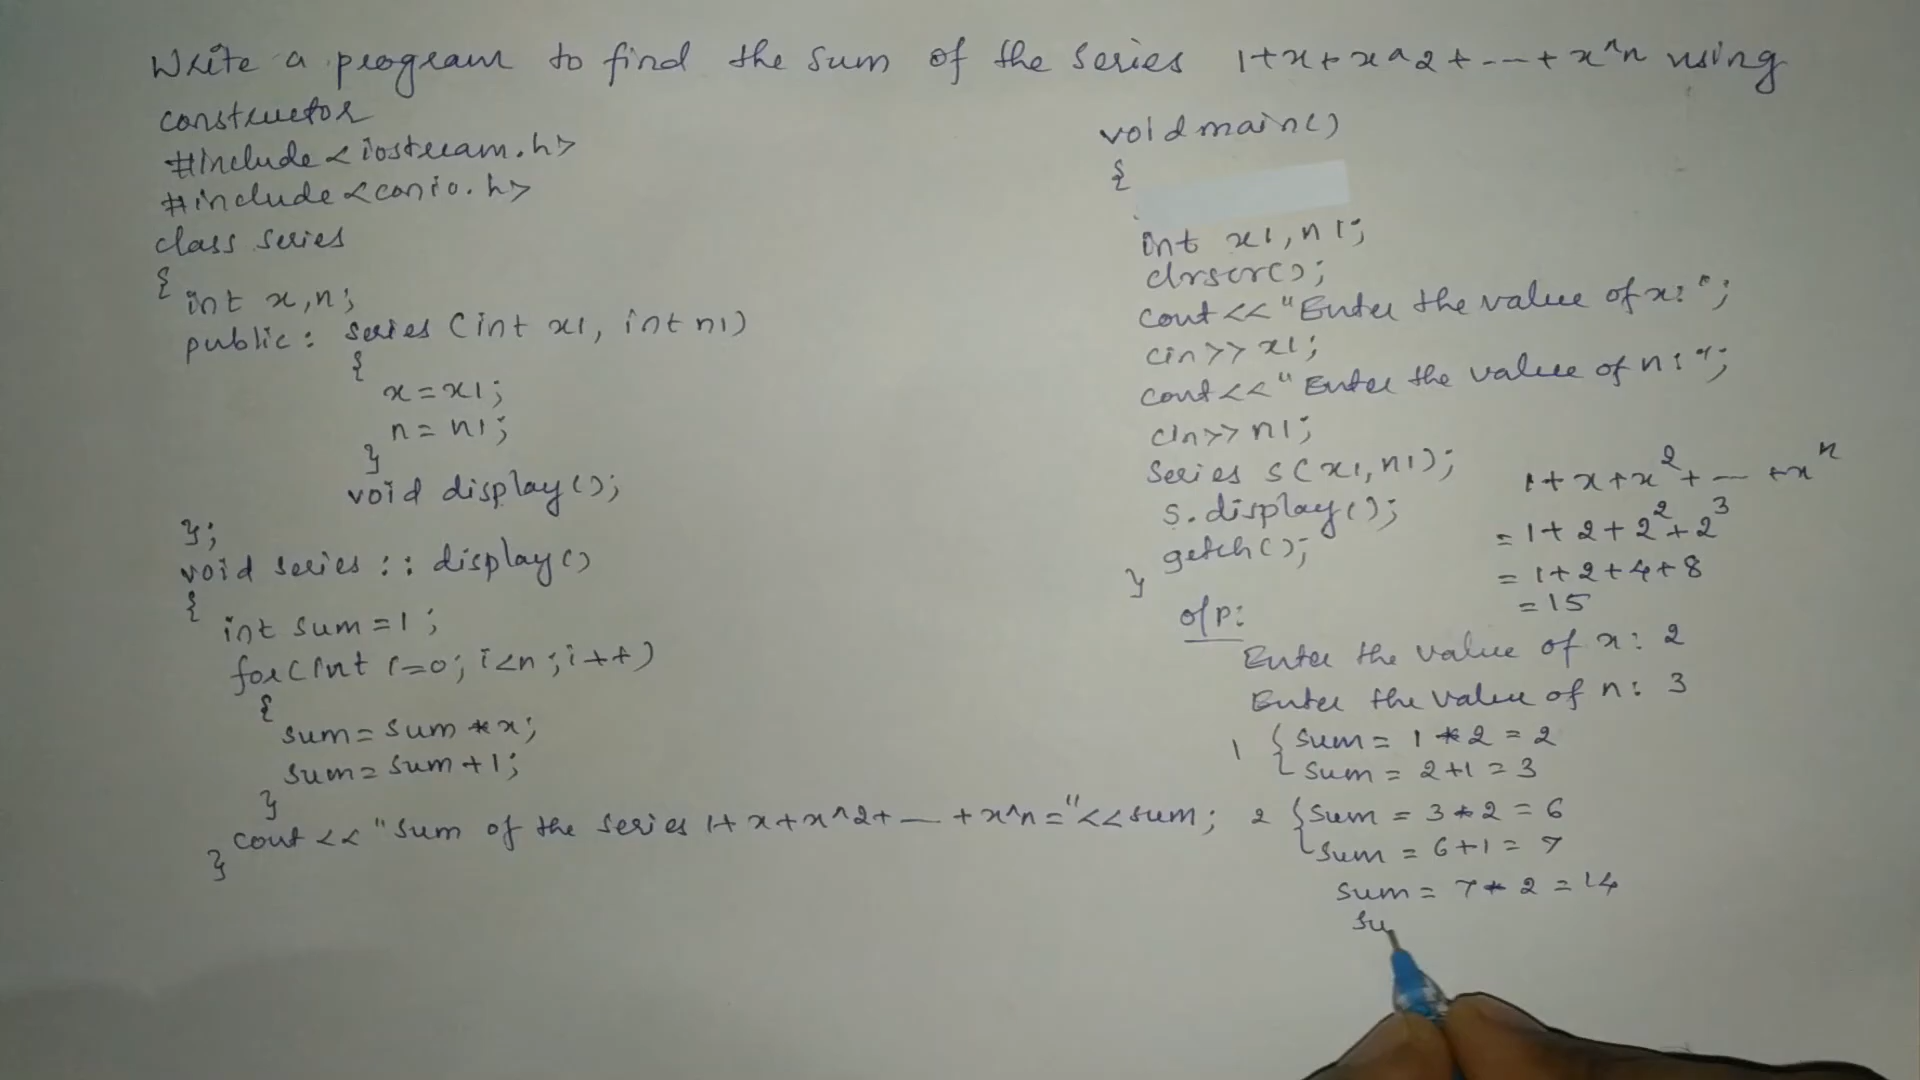 Write a program to find the sum of the series 1+x+x^2+---+x^n using
constructor
#include<iostream.h>
#include<conio.h>
class series
{
int x,n;
public: series (int x1, int n1)
{
x=x1;
n=n1;
}
void display();
};
void series::display()
{
int sum=1;
for(int i=0; i<n; i++)
{
sum=sum*x;
sum=sum+1;
}
cout<<"sum of the series 1+x+x^2+---+x^n="<<sum;
}
void main()
{
int x1,n1;
clrscr();
cout<<"Enter the value of x:";
cin>>x1;
cout<<"Enter the value of n:";
cin>>n1;
series s(x1,n1);
s.display();
getch();
}
1+x+x²+---+xⁿ
=1+2+2²+2³
=1+2+4+8
=15
o/p:
Enter the value of x: 2
Enter the value of n: 3
1 { sum = 1*2 = 2
sum = 2+1 = 3
2 { sum = 3*2 = 6
sum = 6+1 = 7
sum = 7*2 = 14
su